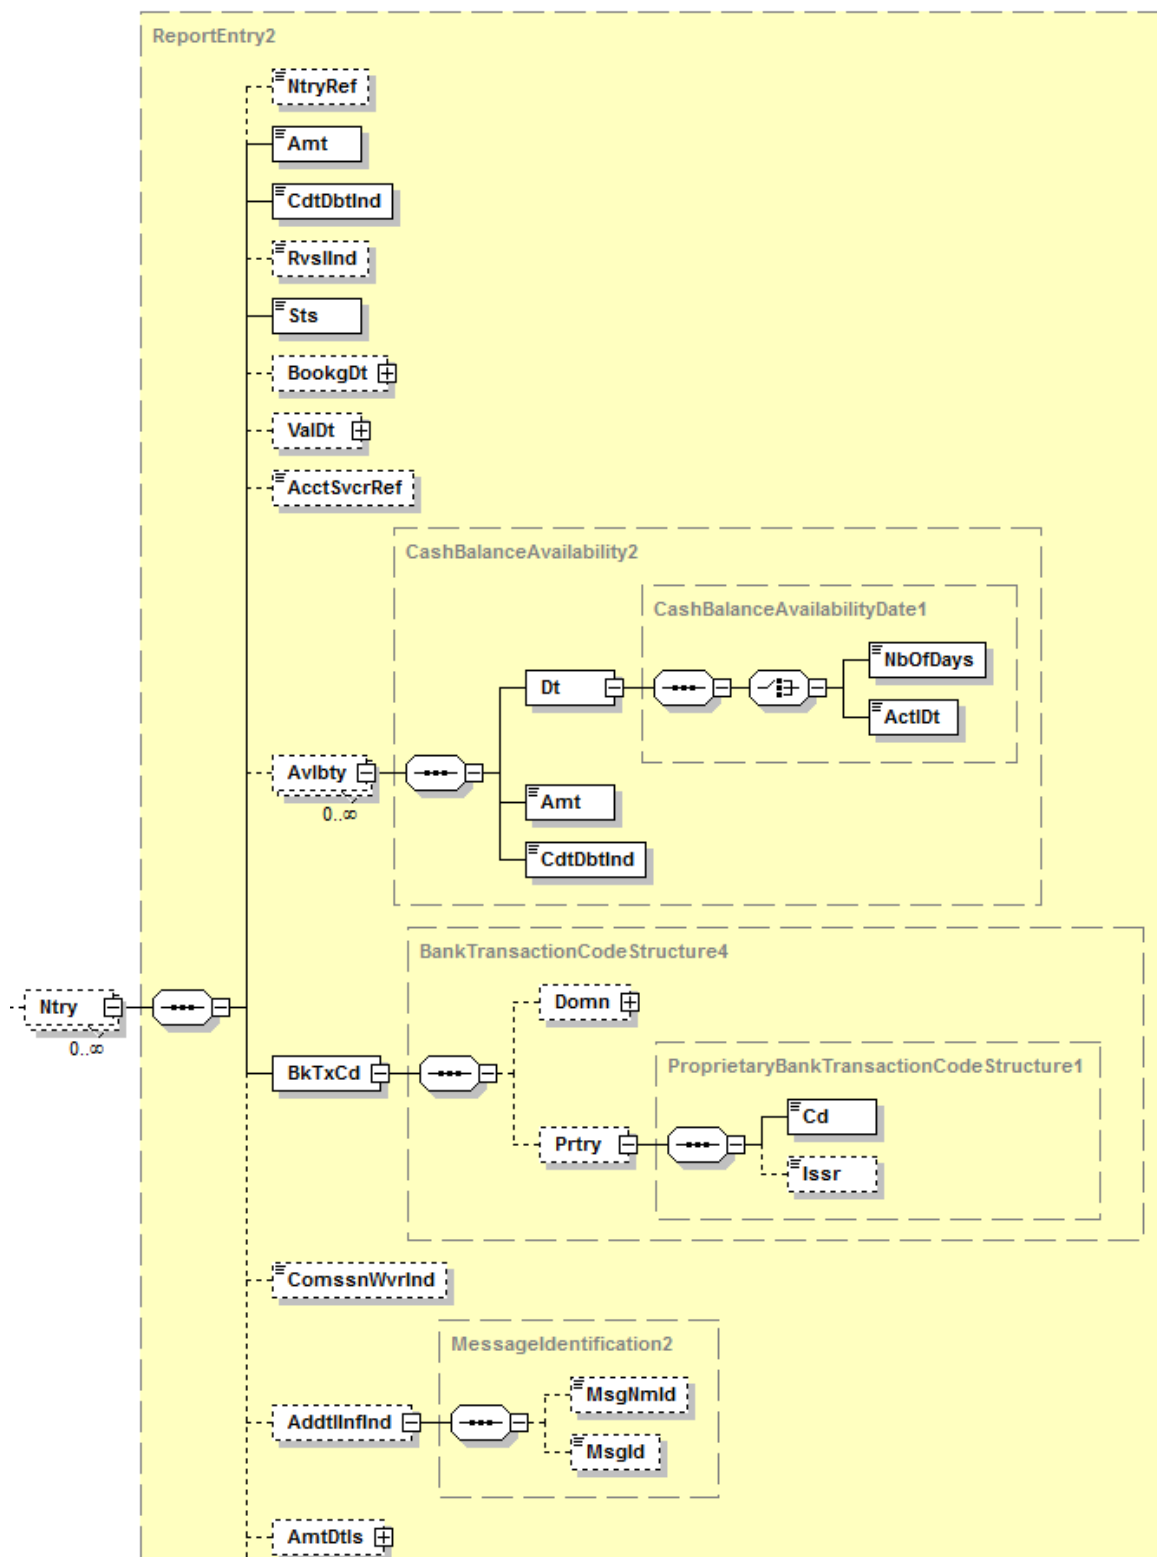 ReportEntry2
NtryRef
Amt
CdtDbtInd
RvslInd
Sts
BookgDt
ValDt
AcctSvcrRef
CashBalanceAvailability2
CashBalanceAvailabilityDate1
NbOfDays
Dt
ActlDt
Avlbty
0..∞
Amt
CdtDbtInd
BankTransactionCodeStructure4
Ntry
0..∞
Domn
ProprietaryBankTransactionCodeStructure1
BkTxCd
Cd
Prtry
Issr
ComssnWvrInd
MessageIdentification2
MsgNmId
AddtlInfInd
MsgId
AmtDtls